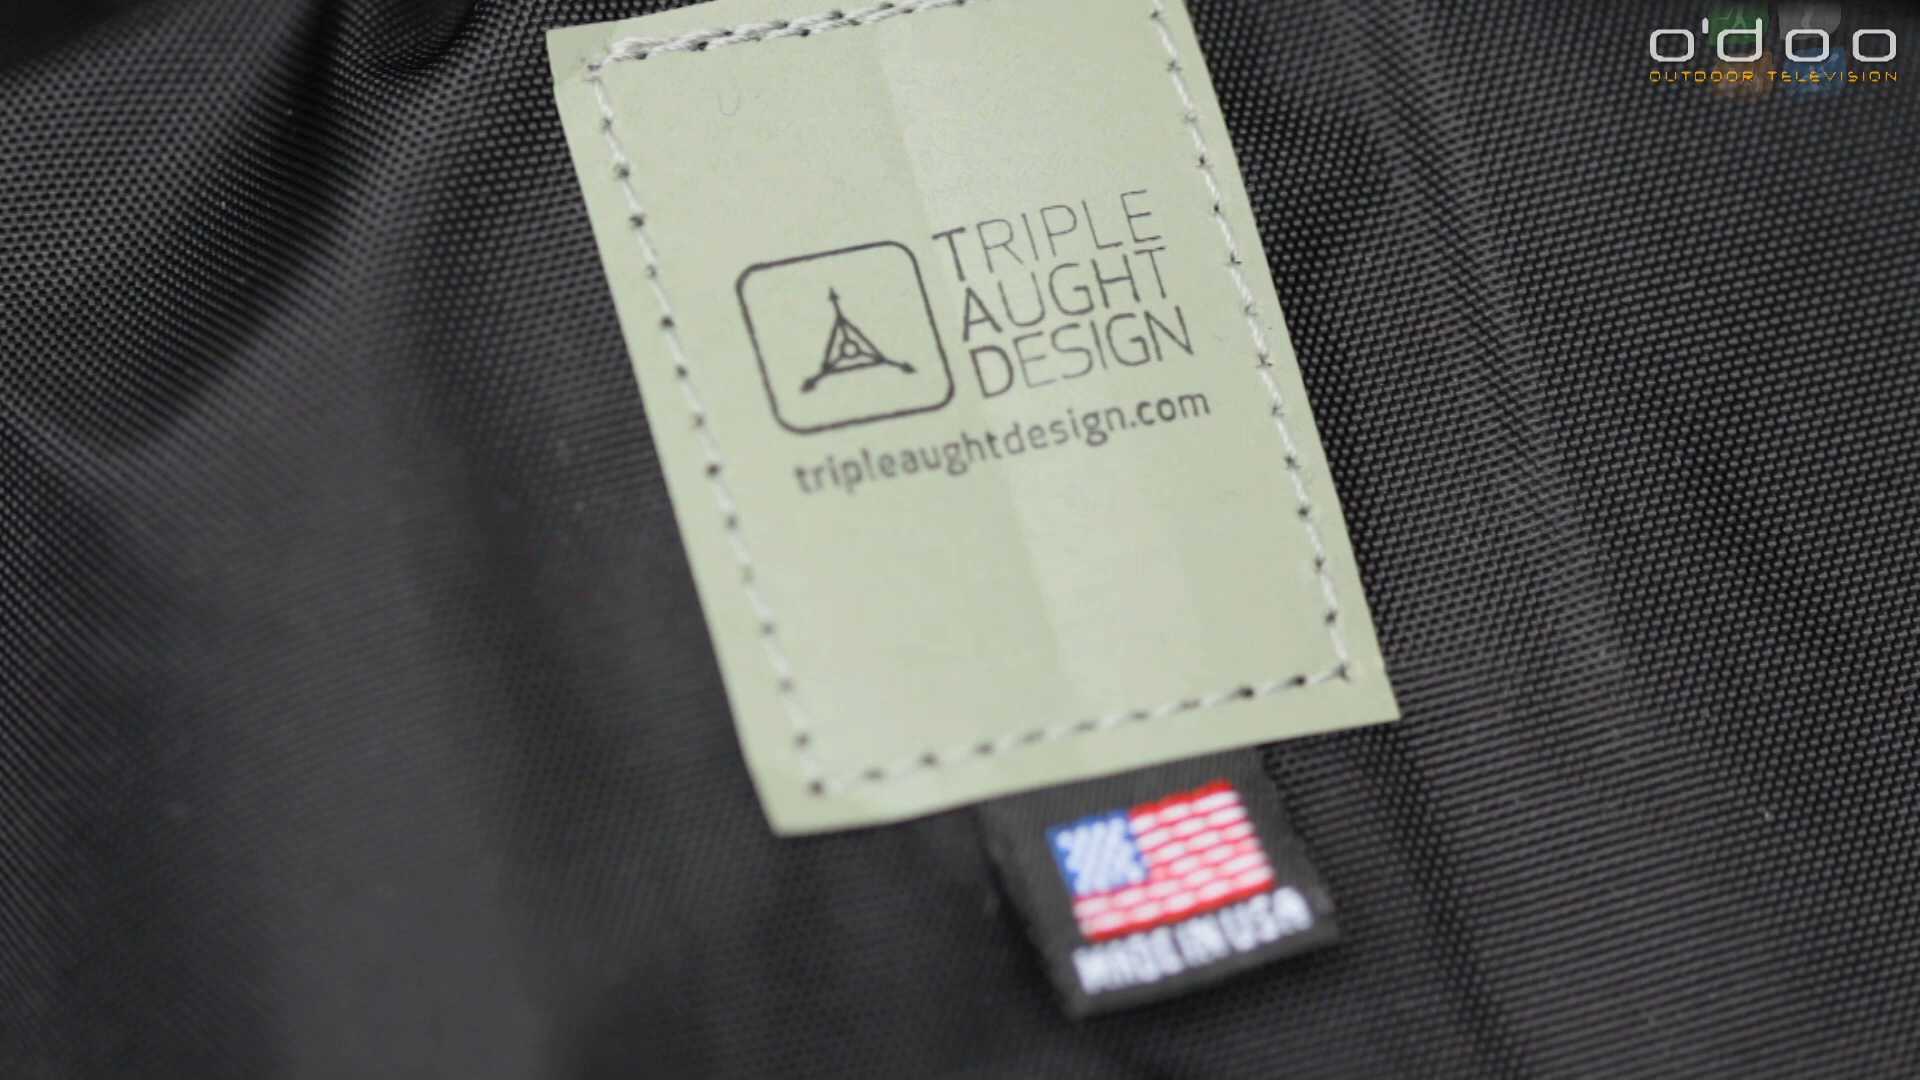 o'doo
OUTDOOR TELEVISION
TRIPLE
AUGHT
DESIGN
tripleaughtdesign.com
MADE IN USA